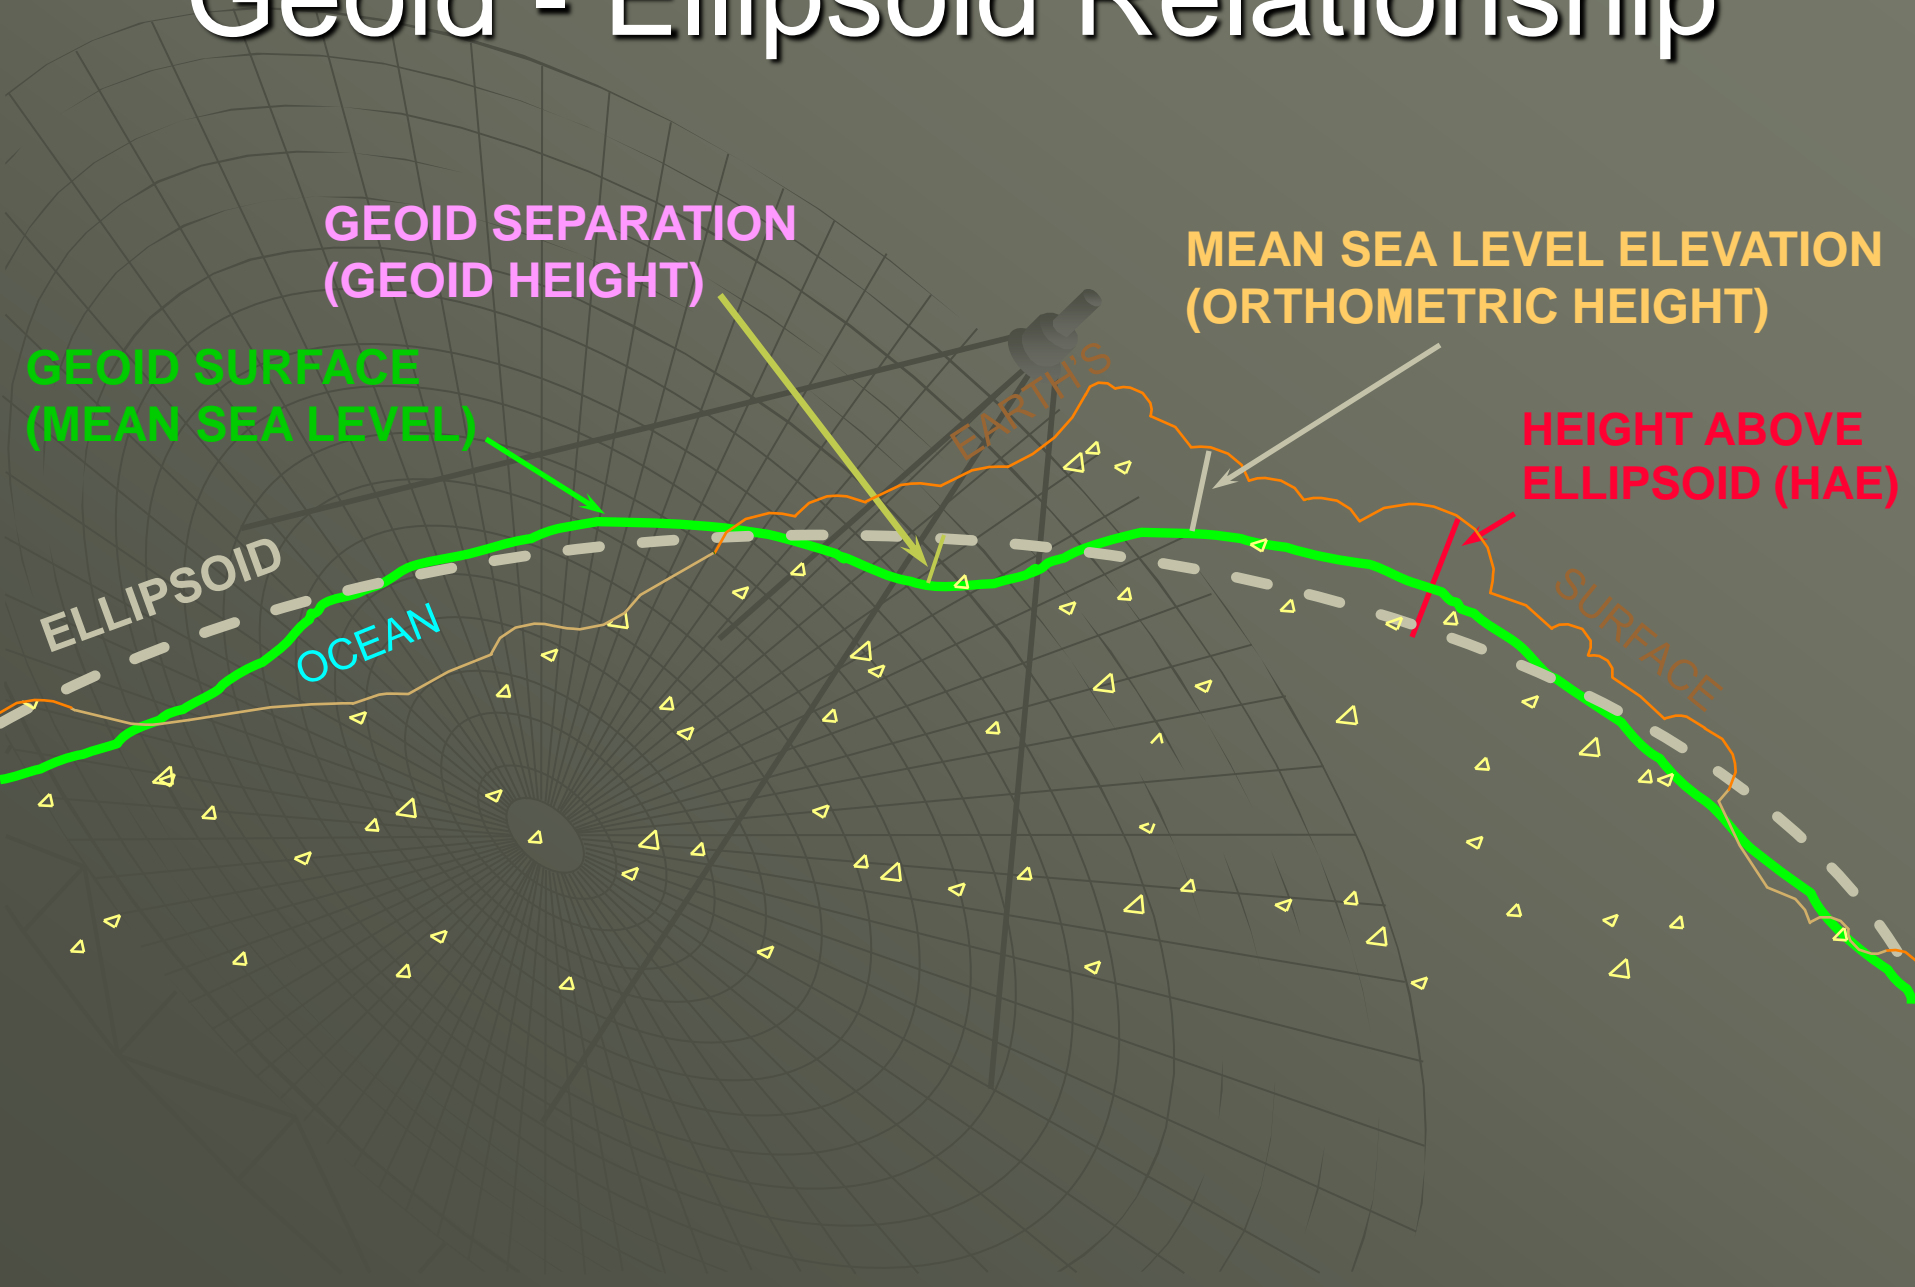 Geoid - Ellipsoid Relationship
GEOID SEPARATION
(GEOID HEIGHT)
MEAN SEA LEVEL ELEVATION
(ORTHOMETRIC HEIGHT)
GEOID SURFACE
(MEAN SEA LEVEL)
EARTH'S
HEIGHT ABOVE
ELLIPSOID (HAE)
ELLIPSOID
OCEAN
SURFACE